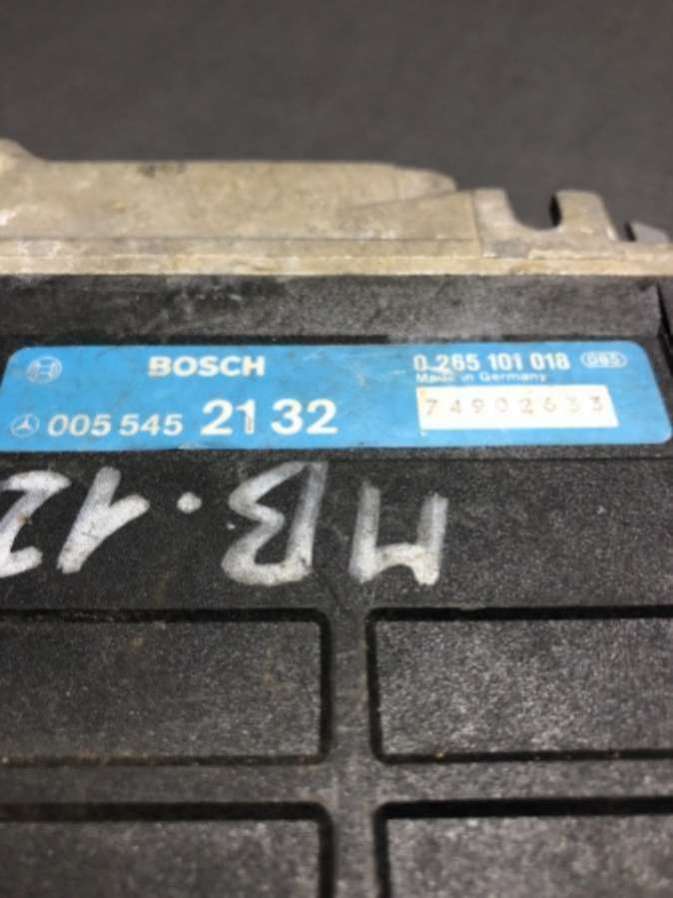 BOSCH 0 265 101 018
Made in Germany
005 545 21 32 74902633
MB.12